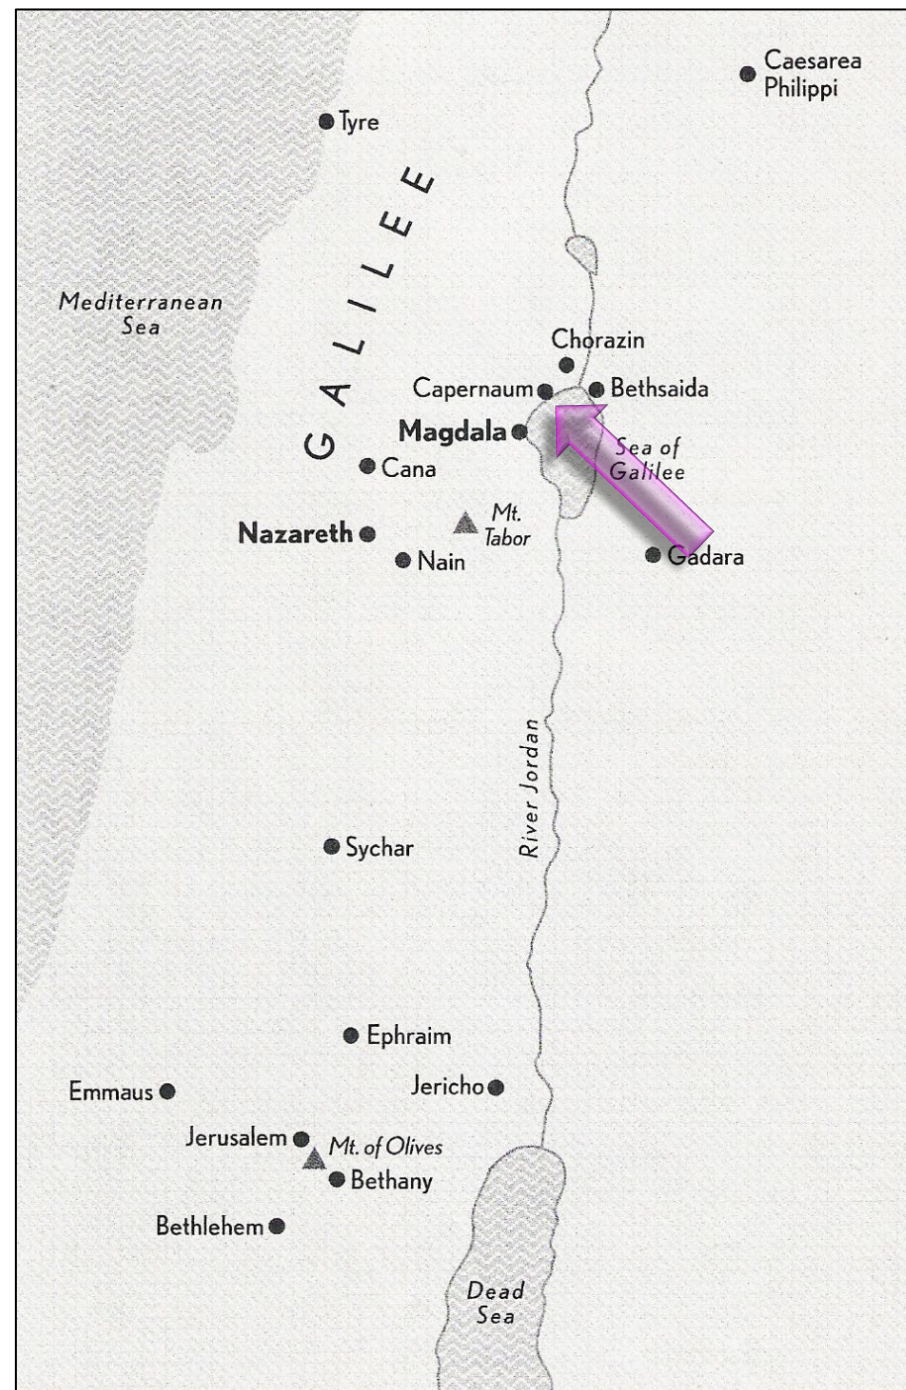 Caesarea
Philippi
Tyre
GALILEE
Mediterranean
Sea
Chorazin
Capernaum
Bethsaida
Magdala
Sea of
Galilee
Cana
Mt.
Tabor
Nazareth
Nain
Gadara
River Jordan
Sychar
Ephraim
Emmaus
Jericho
Jerusalem
Mt. of Olives
Bethany
Bethlehem
Dead
Sea